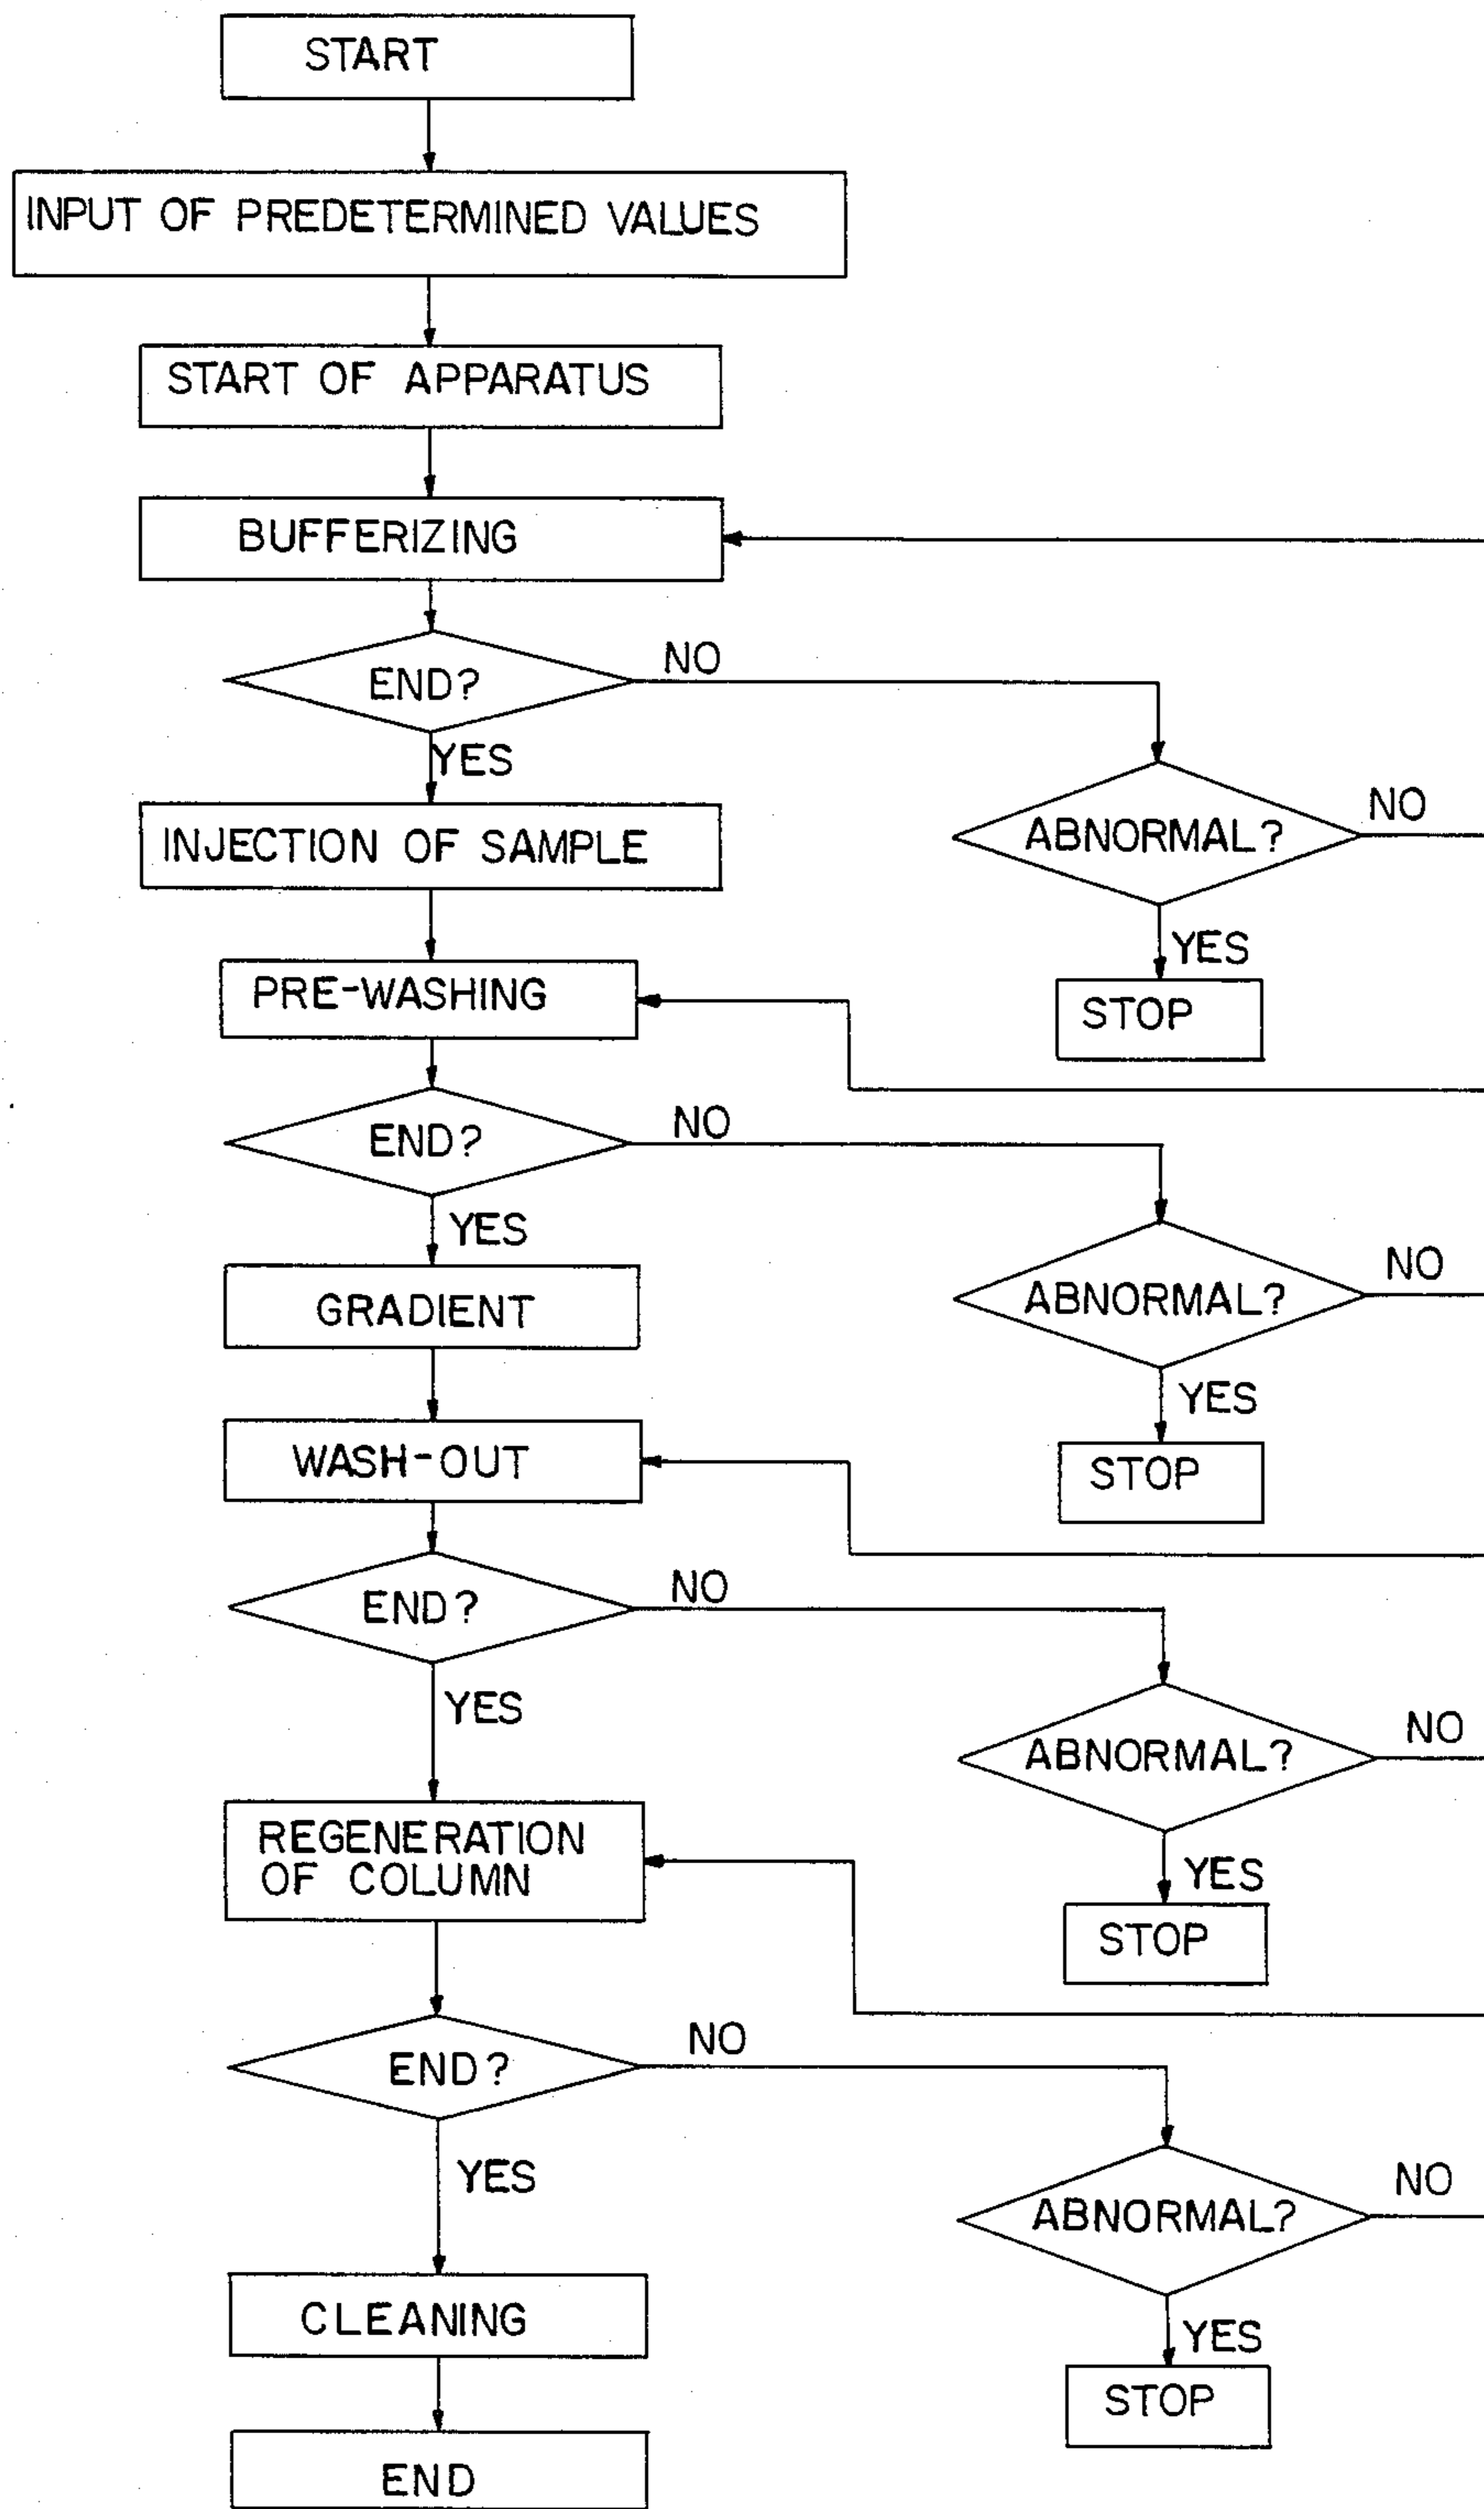 START
INPUT OF PREDETERMINED VALUES
START OF APPARATUS
BUFFERIZING
END?
NO
YES
ABNORMAL?
NO
YES
STOP
INJECTION OF SAMPLE
PRE-WASHING
END?
NO
YES
ABNORMAL?
NO
YES
STOP
GRADIENT
WASH-OUT
END?
NO
YES
ABNORMAL?
NO
YES
STOP
REGENERATION
OF COLUMN
END?
NO
YES
ABNORMAL?
NO
YES
STOP
CLEANING
END